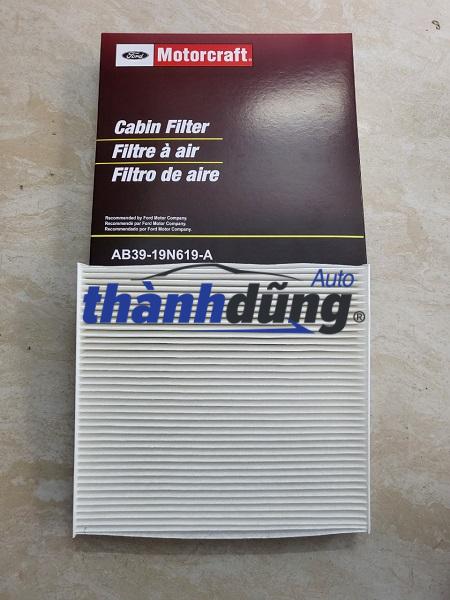 Ford
Motorcraft®
Cabin Filter
Filtre à air
Filtro de aire
Recommended by Ford Motor Company.
Recommandé par Ford Motor Company.
Recomendado por Ford Motor Company.
AB39-19N619-A
Auto
thànhdũng®